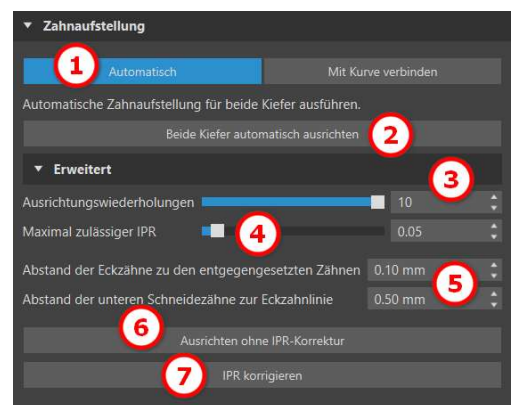 Zahnaufstellung
1 Automatisch Mit Kurve verbinden
Automatische Zahnaufstellung für beide Kiefer ausführen.
Beide Kiefer automatisch ausrichten 2
Erweitert
3
Ausrichtungswiederholungen 10
Maximal zulässiger IPR 4 0.05
Abstand der Eckzähne zu den entgegengesetzten Zähnen 0.10 mm
5
Abstand der unteren Schneidezähne zur Eckzahnlinie 0.50 mm
6
Ausrichten ohne IPR-Korrektur
7 IPR korrigieren